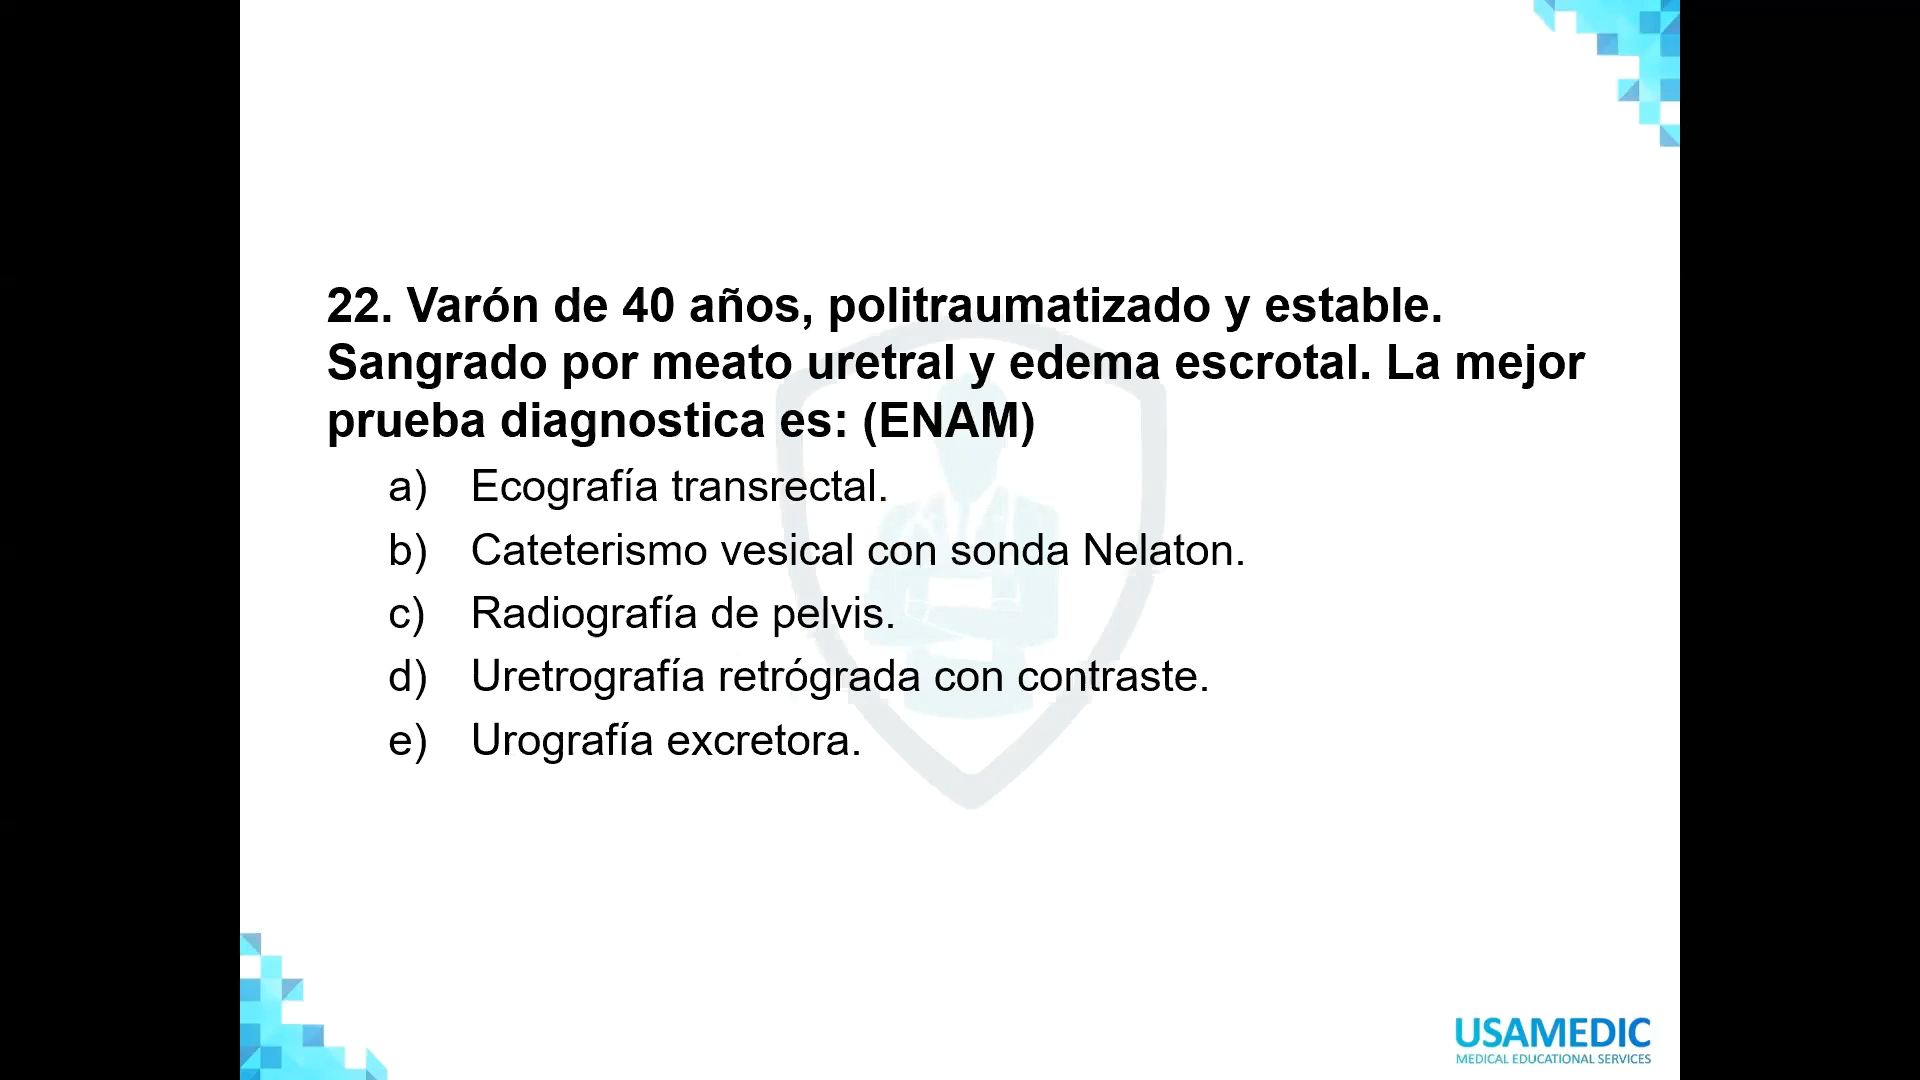 22. Varón de 40 años, politraumatizado y estable.
Sangrado por meato uretral y edema escrotal. La mejor
prueba diagnostica es: (ENAM)
a) Ecografía transrectal.
b) Cateterismo vesical con sonda Nelaton.
c) Radiografía de pelvis.
d) Uretrografía retrógrada con contraste.
e) Urografía excretora.
USAMEDIC
MEDICAL EDUCATIONAL SERVICES